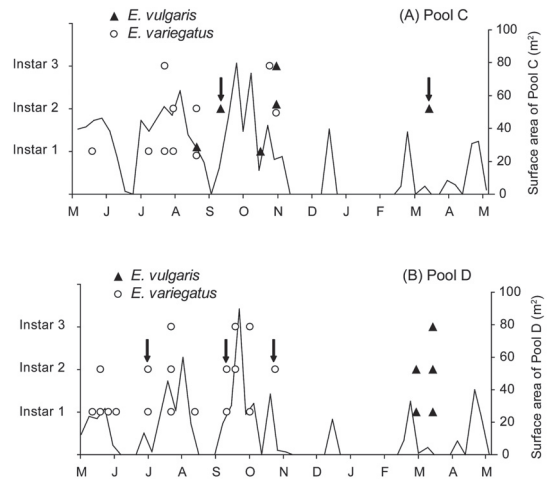 ▲ E. vulgaris
○ E. variegatus
(A) Pool C
Instar 3
Instar 2
Instar 1
100
80
60
40
20
0
Surface area of Pool C (m²)
M J J A S O N D J F M A M
▲ E. vulgaris
○ E. variegatus
(B) Pool D
Instar 3
Instar 2
Instar 1
100
80
60
40
20
0
Surface area of Pool D (m²)
M J J A S O N D J F M A M